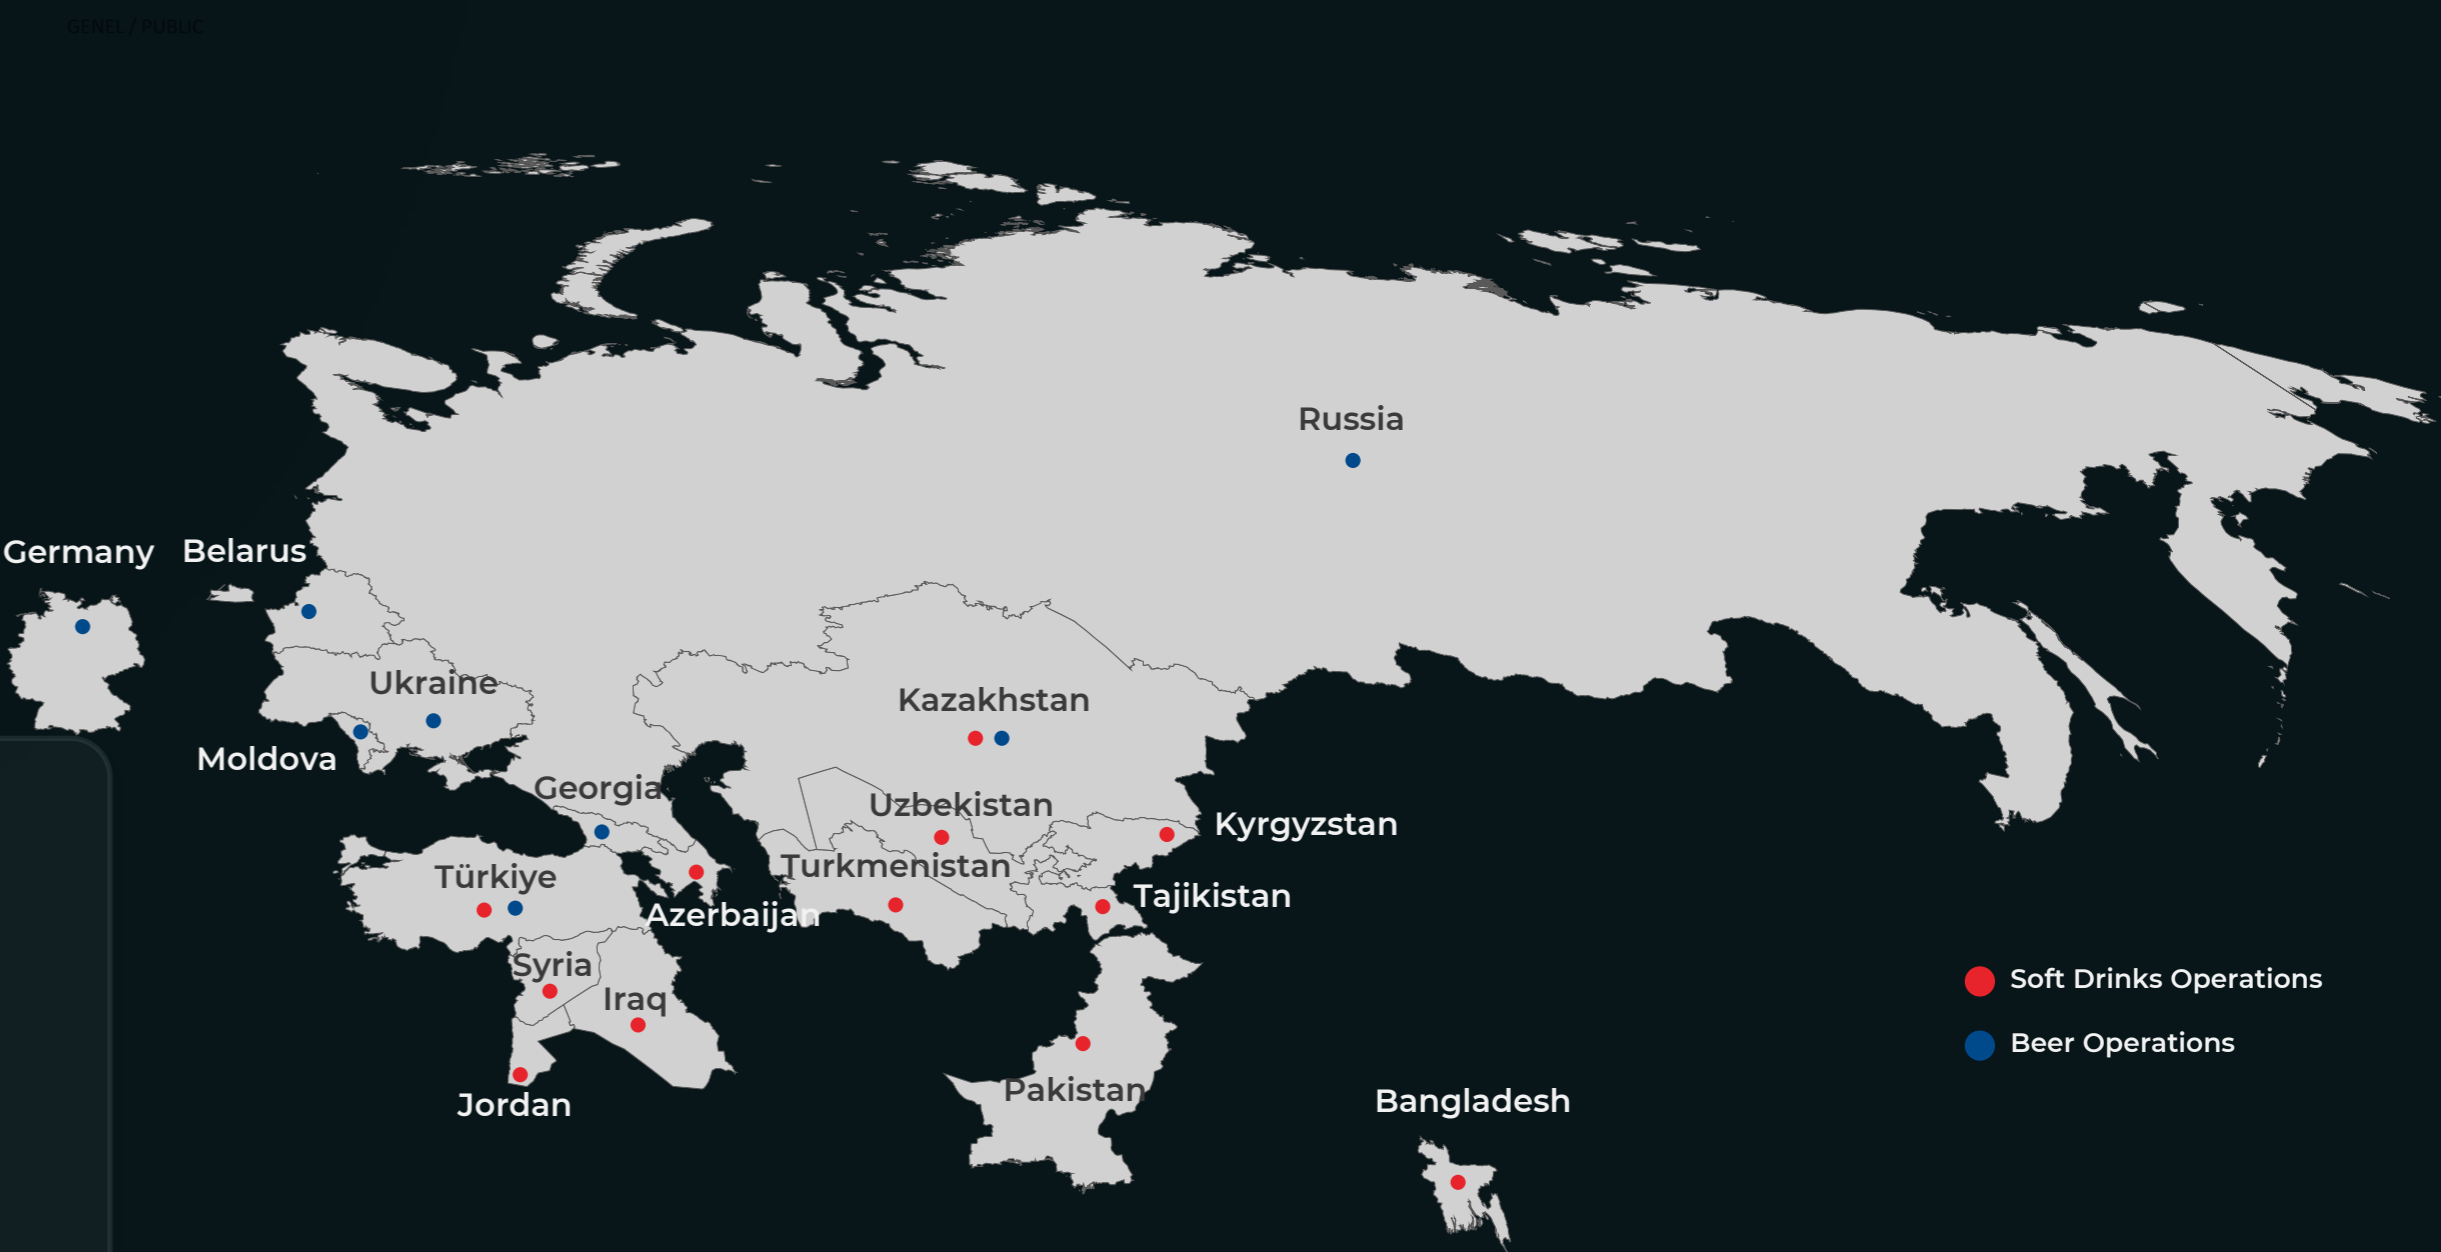 GENEL / PUBLIC
Russia
Germany
Belarus
Ukraine
Kazakhstan
Moldova
Georgia
Uzbekistan
Kyrgyzstan
Turkmenistan
Türkiye
Tajikistan
Azerbaijan
Syria
Iraq
Soft Drinks Operations
Beer Operations
Pakistan
Jordan
Bangladesh